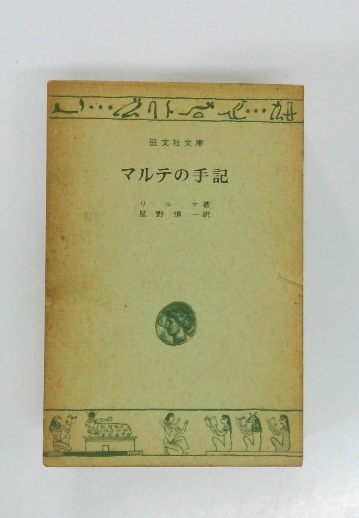 旺文社文庫
マルテの手記
リルケ著
星野慎一訳